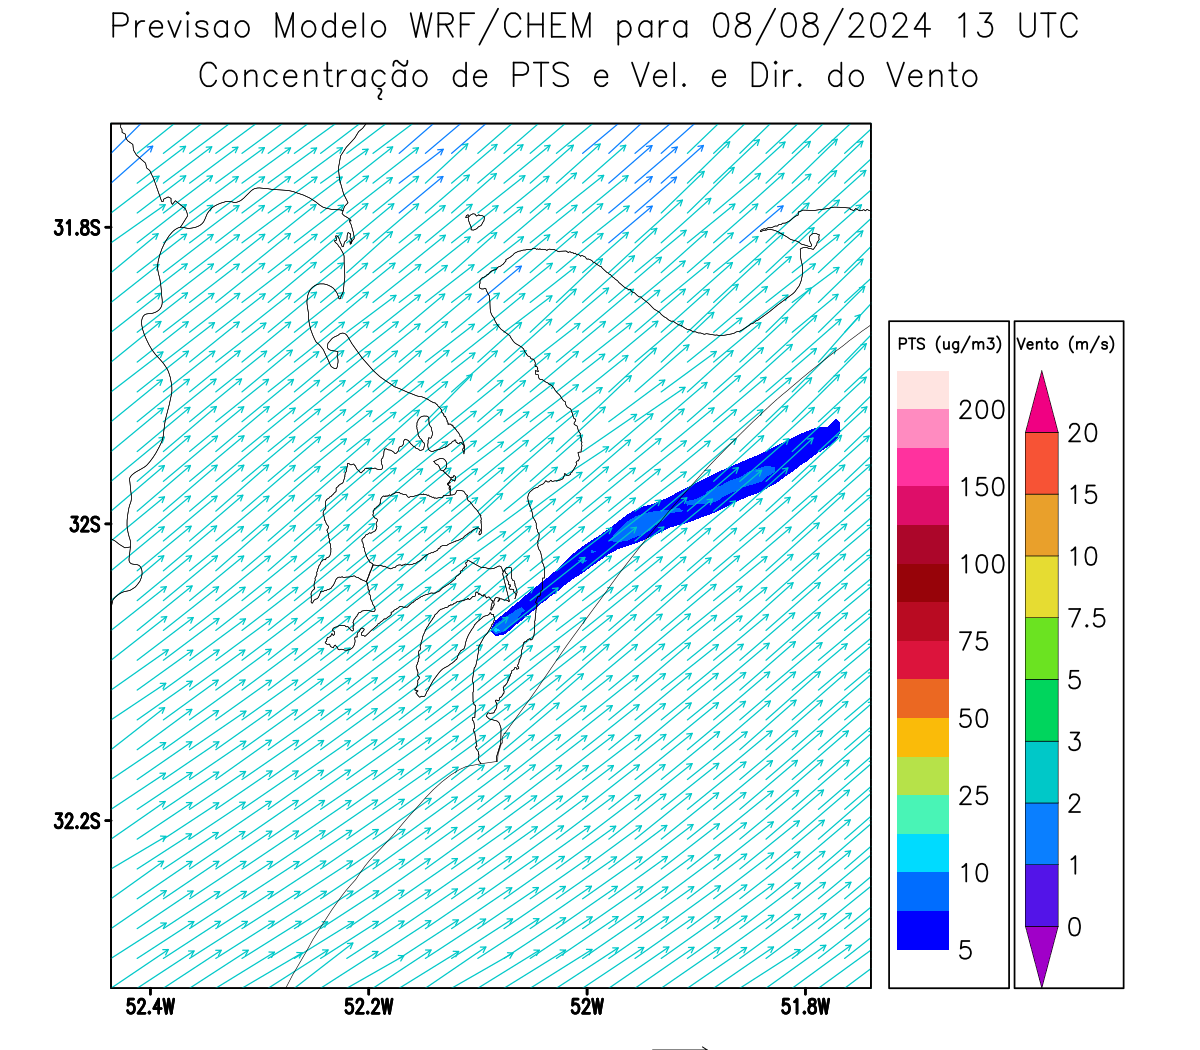 Previsao Modelo WRF/CHEM para 08/08/2024 13 UTC
Concentração de PTS e Vel. e Dir. do Vento
31.8S
32S
32.2S
52.4W 52.2W 52W 51.8W
PTS (ug/m3)
200
150
100
75
50
25
10
5
Vento (m/s)
20
15
10
7.5
5
3
2
1
0